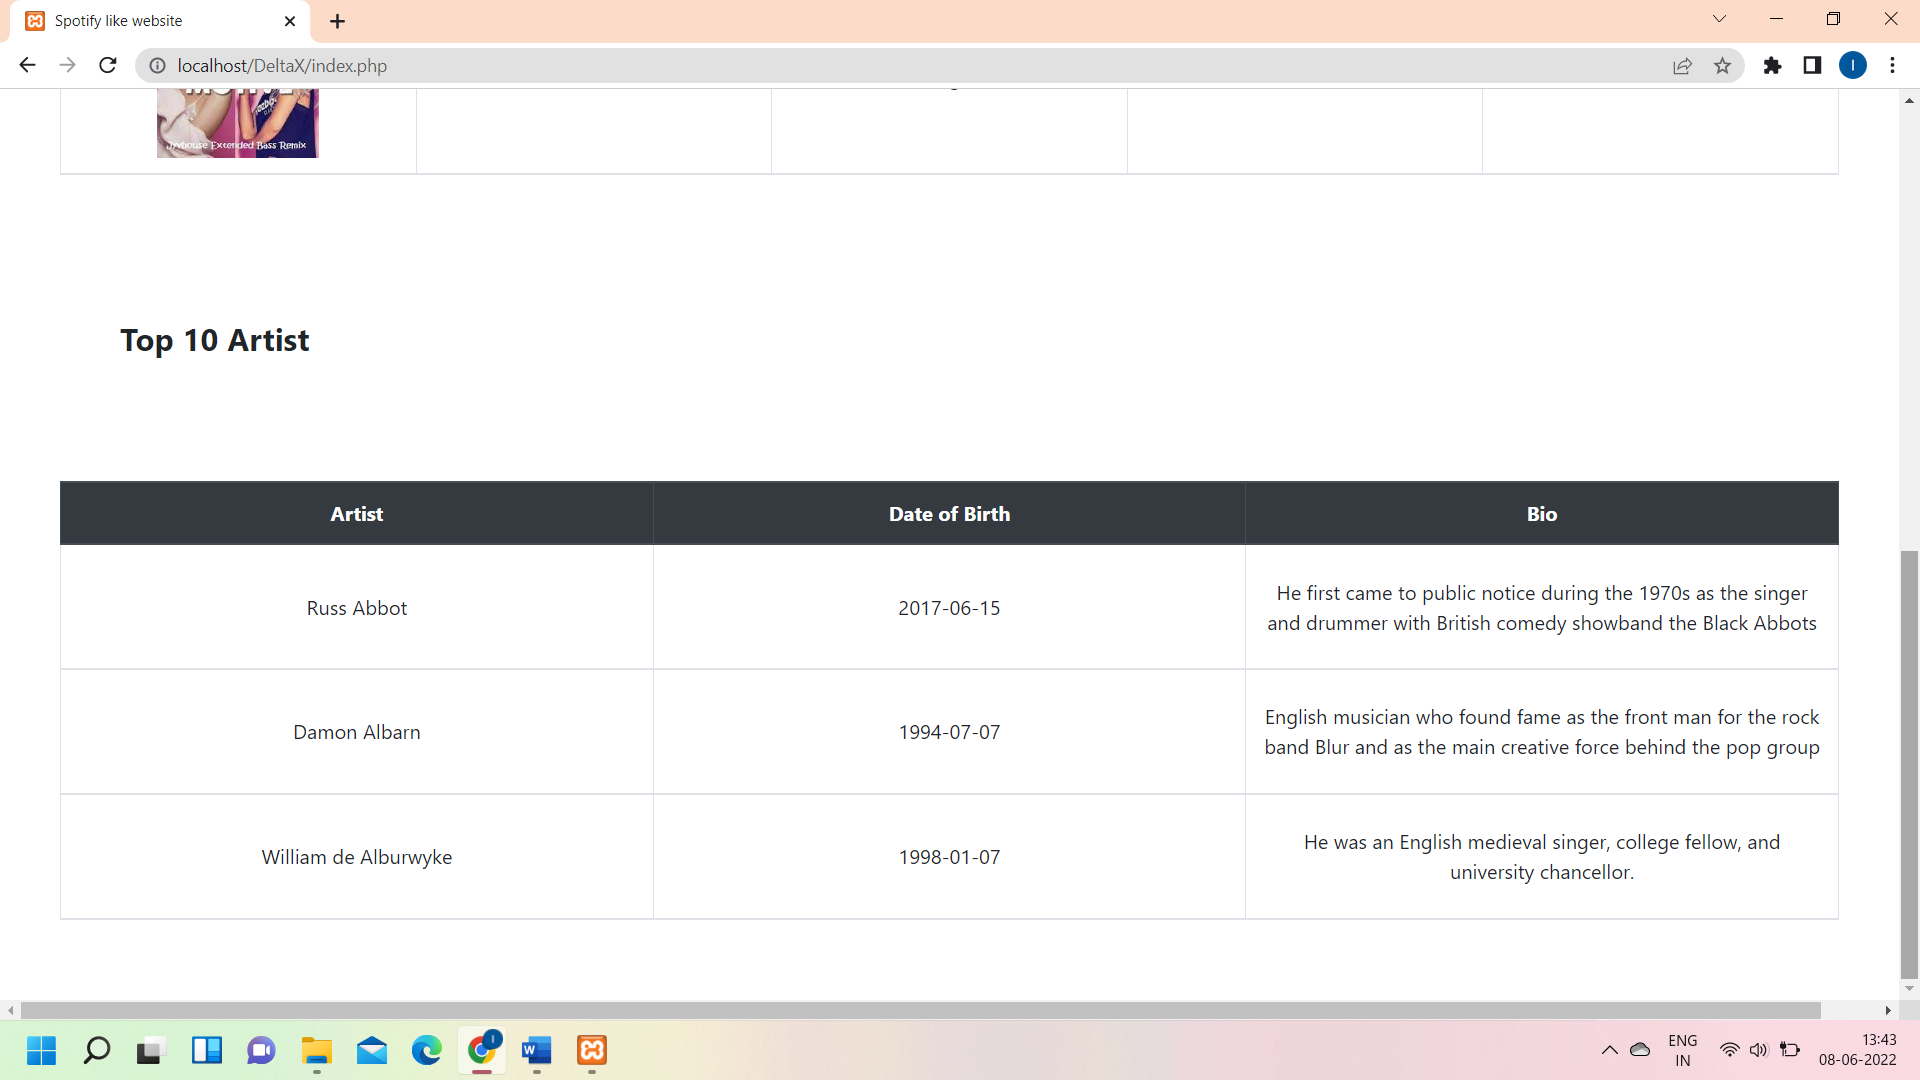 Spotify like website
localhost/DeltaX/index.php
I
Jyvhouse Extended Bass Remix
Top 10 Artist
Artist Date of Birth Bio
Russ Abbot 2017-06-15 He first came to public notice during the 1970s as the singer
and drummer with British comedy showband the Black Abbots
Damon Albarn 1994-07-07 English musician who found fame as the front man for the rock
band Blur and as the main creative force behind the pop group
William de Alburwyke 1998-01-07 He was an English medieval singer, college fellow, and
university chancellor.
ENG 13:43
IN 08-06-2022